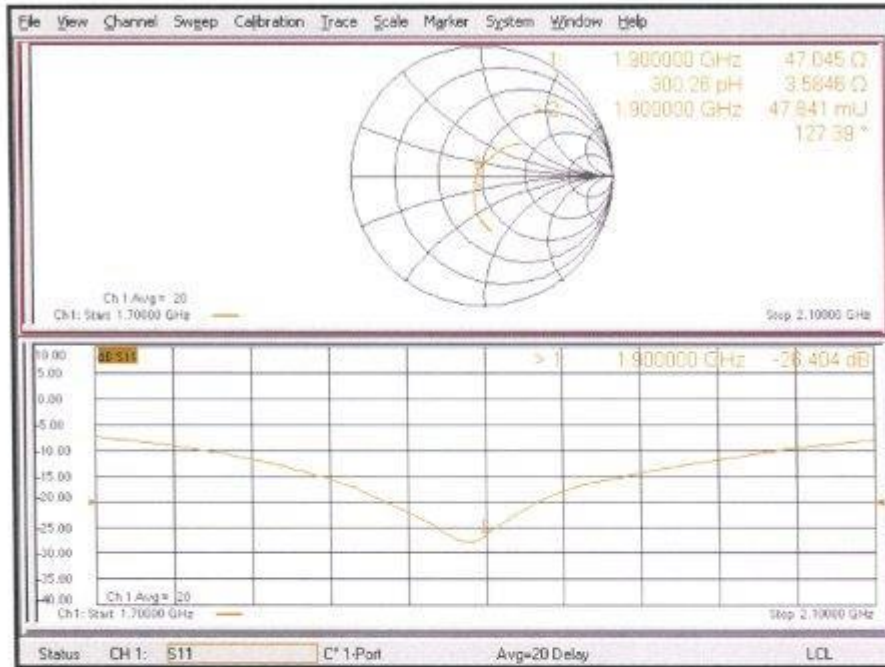 File View Channel Sweep Calibration Trace Scale Marker System Window Help
1: 1.900000 GHz 47.045 Ω
300.26 pH 3.5846 Ω
>2: 1.900000 GHz 47.841 mU
127.39 °
Ch 1 Avg = 20
Ch1: Start 1.70000 GHz
Stop 2.10000 GHz
10.00 dB S11
> 1: 1.900000 GHz -26.404 dB
5.00
0.00
-5.00
-10.00
-15.00
-20.00
-25.00
-30.00
-35.00
-40.00
Ch 1 Avg = 20
Ch1: Start 1.70000 GHz
Stop 2.10000 GHz
Status CH 1: S11 C* 1-Port Avg=20 Delay LCL